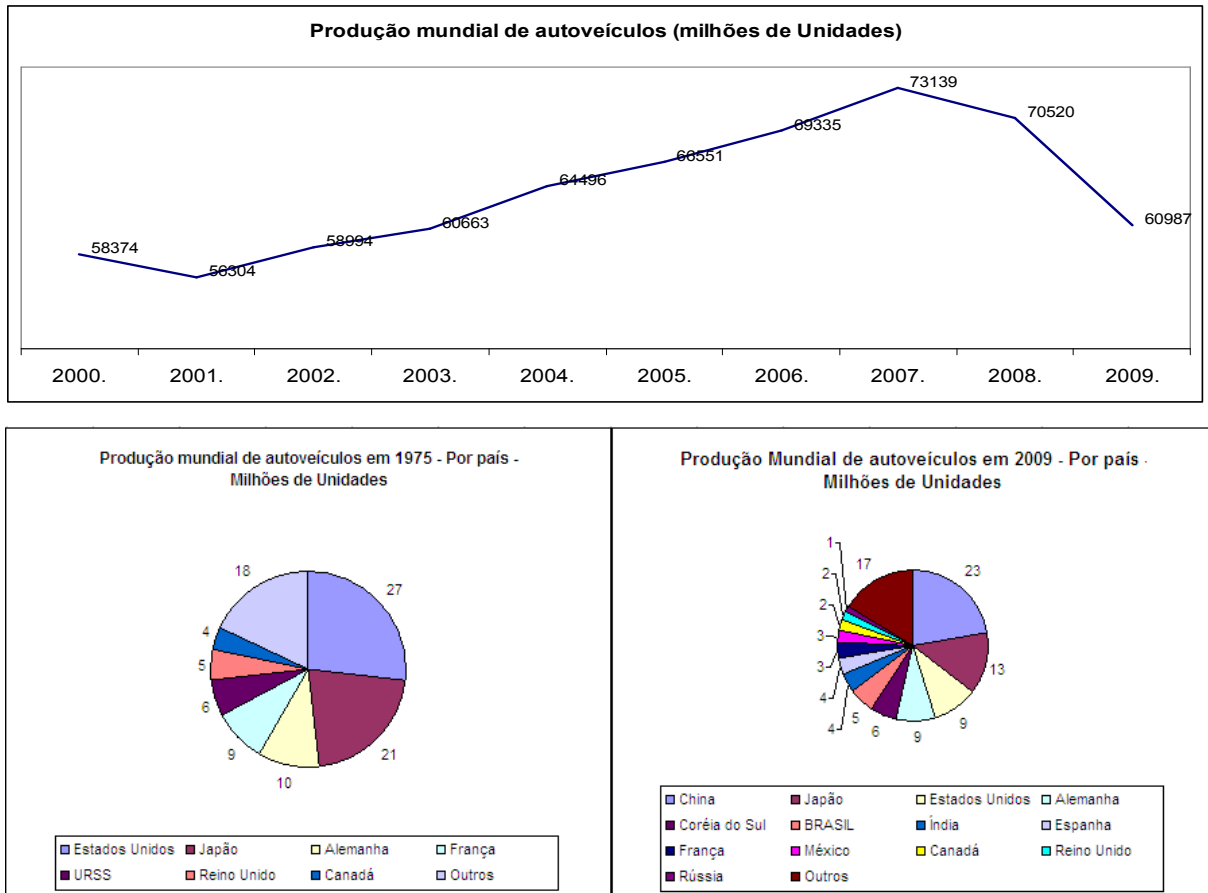 Produção mundial de autoveículos (milhões de Unidades)
73139
70520
69335
66551
64496
60663
60987
58994
58374
56304
2000. 2001. 2002. 2003. 2004. 2005. 2006. 2007. 2008. 2009.
Produção mundial de autoveículos em 1975 - Por país -
Milhões de Unidades
27
21
10
9
6
5
4
18
Estados Unidos Japão Alemanha França
URSS Reino Unido Canadá Outros
Produção Mundial de autoveículos em 2009 - Por país -
Milhões de Unidades
23
13
9
9
6
5
4
4
3
3
2
2
1
17
China Japão Estados Unidos Alemanha
Coréia do Sul BRASIL Índia Espanha
França México Canadá Reino Unido
Rússia Outros